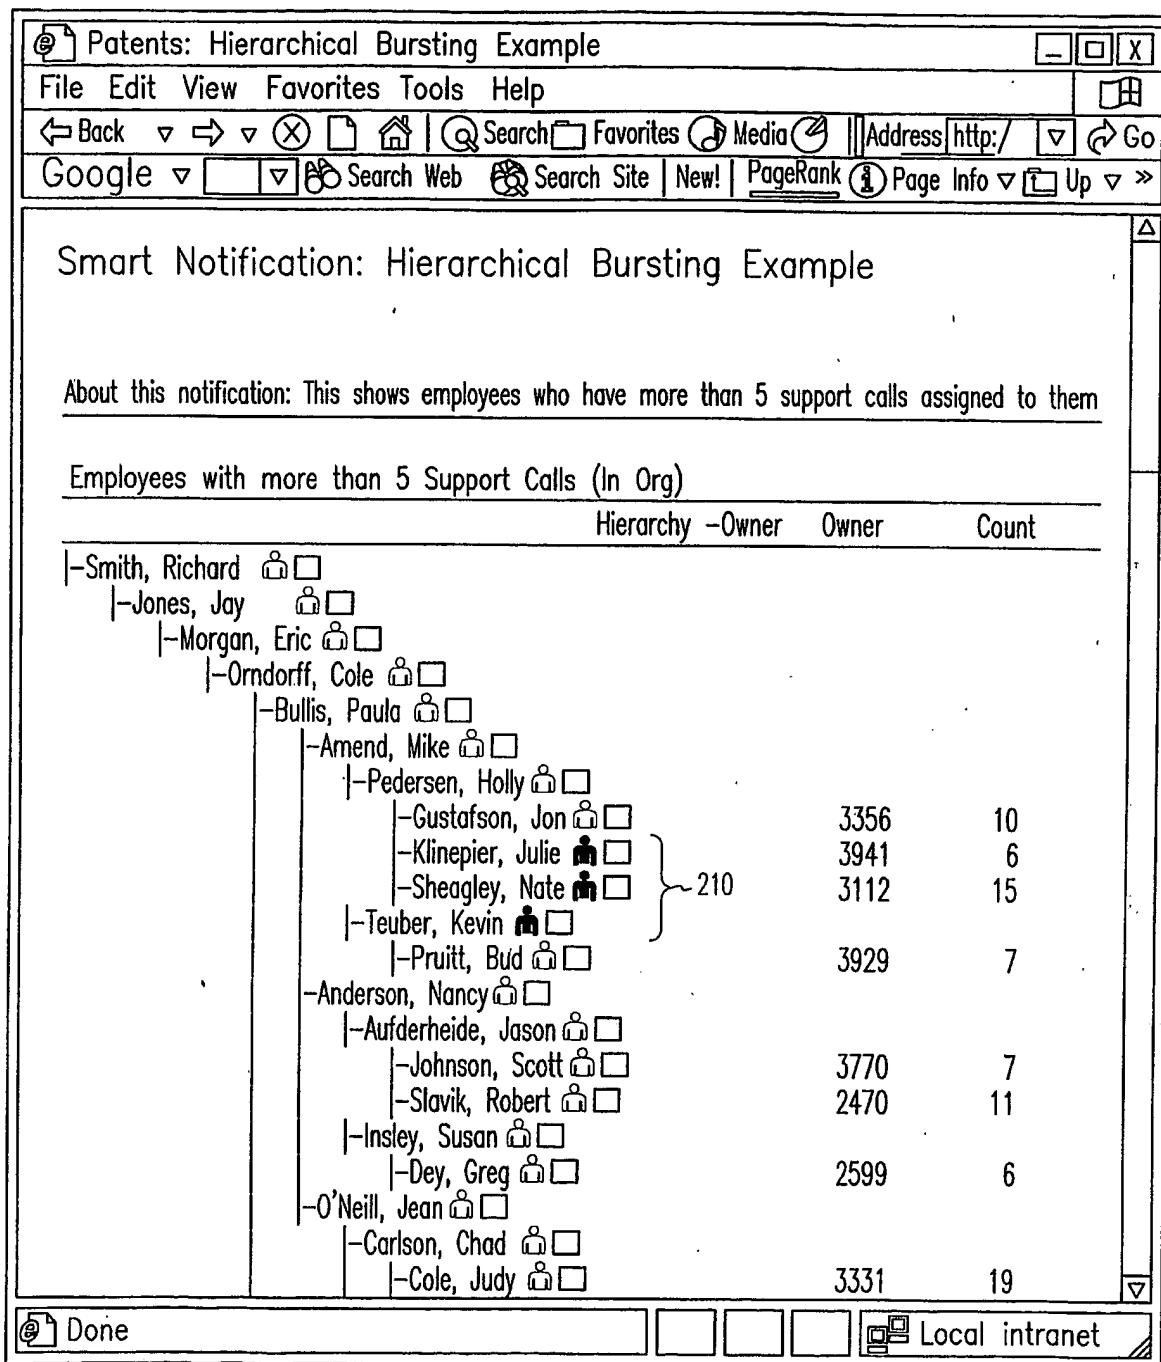 Patents: Hierarchical Bursting Example
X
File Edit View Favorites Tools Help
Back Search Favorites Media Address http:/ Go
Google Search Web Search Site New! PageRank Page Info Up »
Smart Notification: Hierarchical Bursting Example
About this notification: This shows employees who have more than 5 support calls assigned to them
Employees with more than 5 Support Calls (In Org)
Hierarchy -Owner Owner Count
|-Smith, Richard
|-Jones, Jay
|-Morgan, Eric
|-Orndorff, Cole
|-Bullis, Paula
|-Amend, Mike
|-Pedersen, Holly
|-Gustafson, Jon 3356 10
|-Klinepier, Julie 3941 6
|-Sheagley, Nate 210 3112 15
|-Teuber, Kevin
|-Pruitt, Bud 3929 7
|-Anderson, Nancy
|-Aufderheide, Jason
|-Johnson, Scott 3770 7
|-Slavik, Robert 2470 11
|-Insley, Susan
|-Dey, Greg 2599 6
|-O'Neill, Jean
|-Carlson, Chad
|-Cole, Judy 3331 19
Done Local intranet